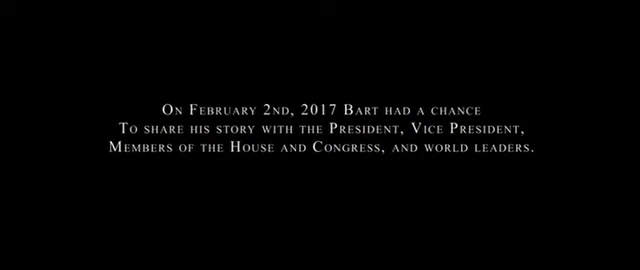 On February 2nd, 2017 Bart had a chance
To share his story with the President, Vice President,
Members of the House and Congress, and world leaders.